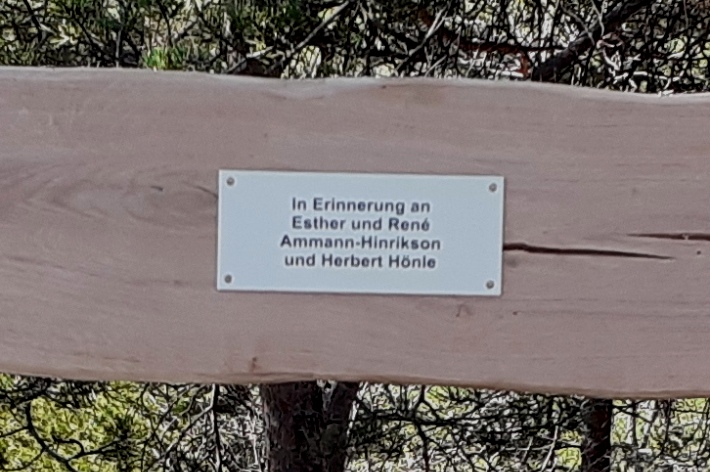 In Erinnerung an
Esther und René
Ammann-Hinrikson
und Herbert Hönle